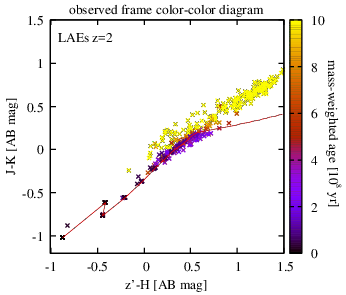 observed frame color-color diagram
LAEs z=2
1.5
1
0.5
0
-0.5
-1
J-K [AB mag]
-1 -0.5 0 0.5 1 1.5
z'-H [AB mag]
10
8
6
4
2
0
mass-weighted age [10⁸ yr]